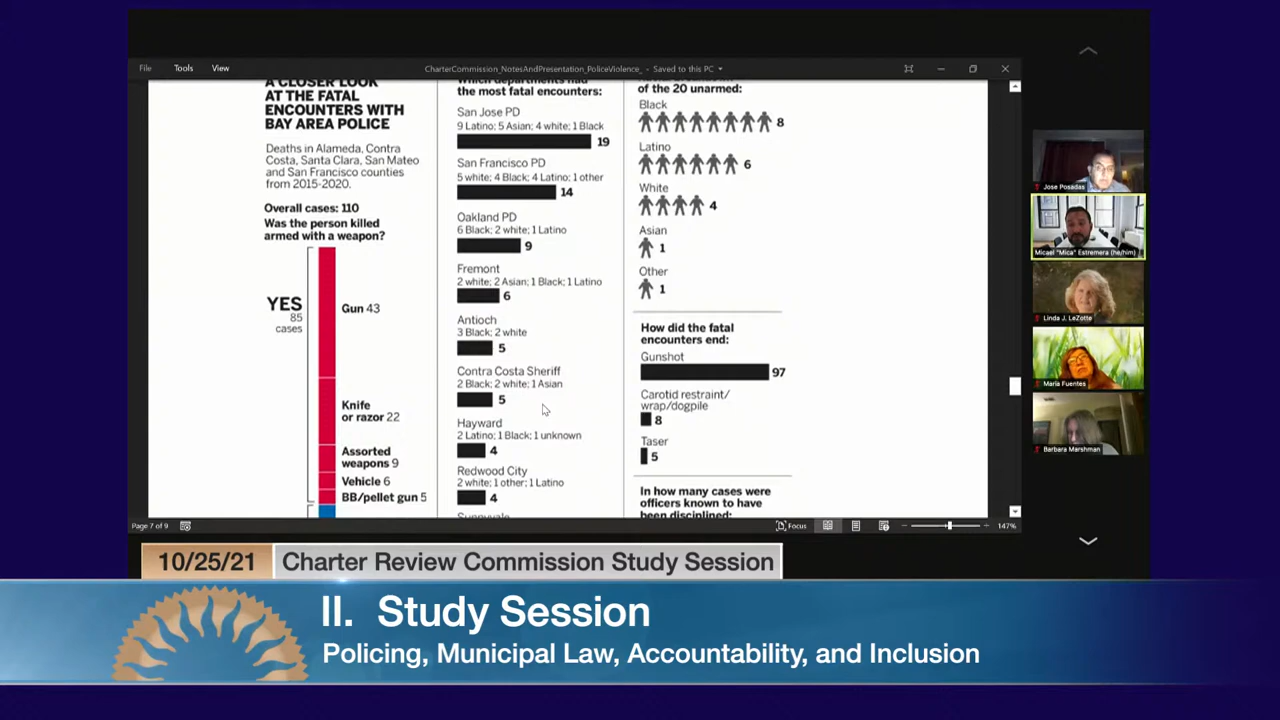 File Tools View CharterCommission_NotesAndPresentation_PoliceViolence_ - Saved to this PC
A CLOSER LOOK
AT THE FATAL
ENCOUNTERS WITH
BAY AREA POLICE
Deaths in Alameda, Contra
Costa, Santa Clara, San Mateo
and San Francisco counties
from 2015-2020.
Overall cases: 110
Was the person killed
armed with a weapon?
YES
85
cases
Gun 43
Knife
or razor 22
Assorted
weapons 9
Vehicle 6
BB/pellet gun 5
Which departments had
the most fatal encounters:
San Jose PD
9 Latino; 5 Asian; 4 white; 1 Black
19
San Francisco PD
5 white; 4 Black; 4 Latino; 1 other
14
Oakland PD
6 Black; 2 white; 1 Latino
9
Fremont
2 white; 2 Asian; 1 Black; 1 Latino
6
Antioch
3 Black; 2 white
5
Contra Costa Sheriff
2 Black; 2 white; 1 Asian
5
Hayward
2 Latino; 1 Black; 1 unknown
4
Redwood City
2 white; 1 other; 1 Latino
4
Sunnyvale
of the 20 unarmed:
Black
8
Latino
6
White
4
Asian
1
Other
1
How did the fatal
encounters end:
Gunshot
97
Carotid restraint/
wrap/dogpile
8
Taser
5
In how many cases were
officers known to have
been disciplined:
Page 7 of 9
Focus
147%
Jose Posadas
Micael "Mica" Estremera (he/him)
Linda J. LeZotte
Maria Fuentes
Barbara Marshman
10/25/21 Charter Review Commission Study Session
II. Study Session
Policing, Municipal Law, Accountability, and Inclusion